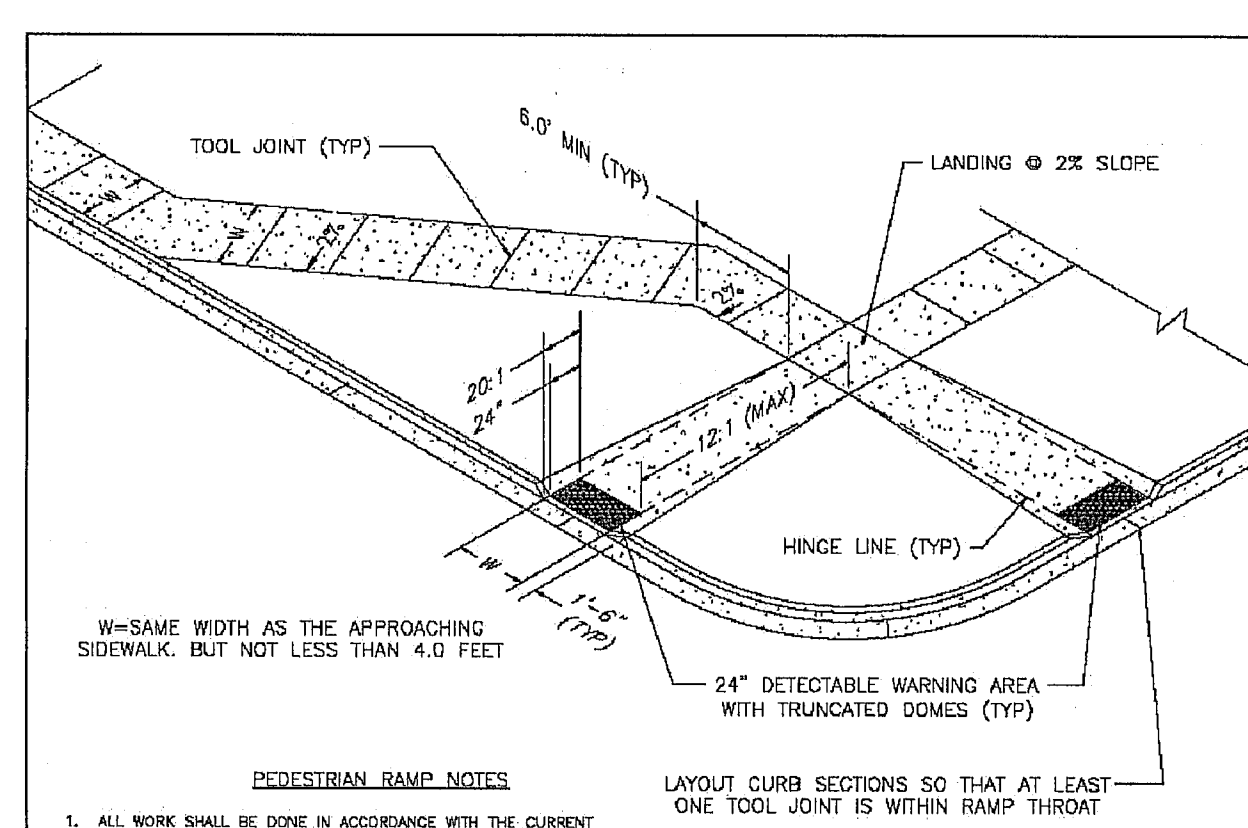 6.0' MIN (TYP)
TOOL JOINT (TYP)
LANDING @ 2% SLOPE
W
W
2%
2%
20:1
24"
12:1 (MAX)
HINGE LINE (TYP)
W
1'-6"
(TYP)
W=SAME WIDTH AS THE APPROACHING
SIDEWALK. BUT NOT LESS THAN 4.0 FEET
24" DETECTABLE WARNING AREA
WITH TRUNCATED DOMES (TYP)
PEDESTRIAN RAMP NOTES
LAYOUT CURB SECTIONS SO THAT AT LEAST
ONE TOOL JOINT IS WITHIN RAMP THROAT
1. ALL WORK SHALL BE DONE IN ACCORDANCE WITH THE CURRENT